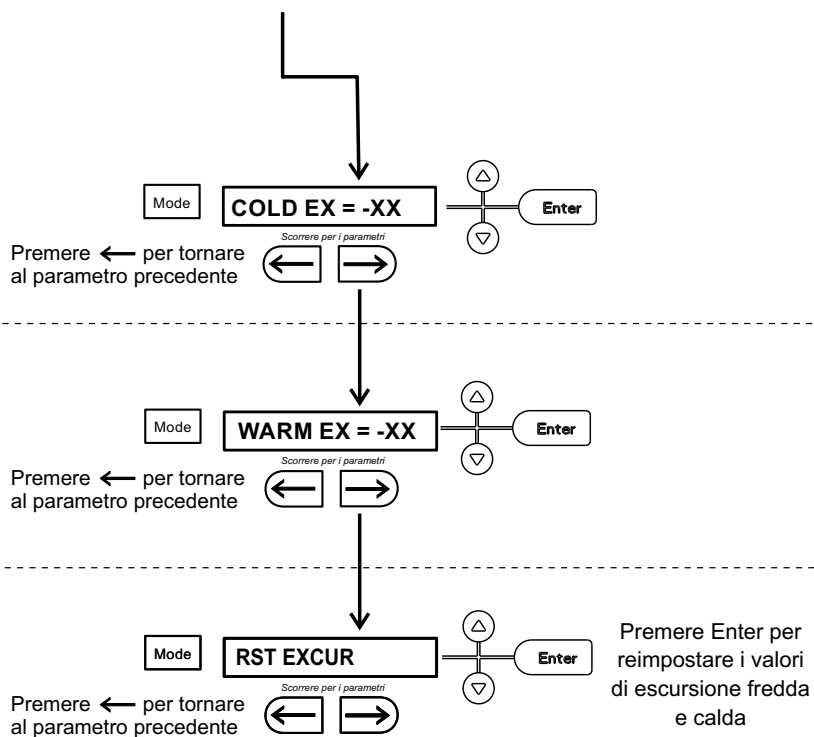 Mode
COLD EX = -XX
Enter
Scorrere per i parametri
Premere ← per tornare
al parametro precedente
Mode
WARM EX = -XX
Enter
Scorrere per i parametri
Premere ← per tornare
al parametro precedente
Mode
RST EXCUR
Enter
Scorrere per i parametri
Premere ← per tornare
al parametro precedente
Premere Enter per
reimpostare i valori
di escursione fredda
e calda